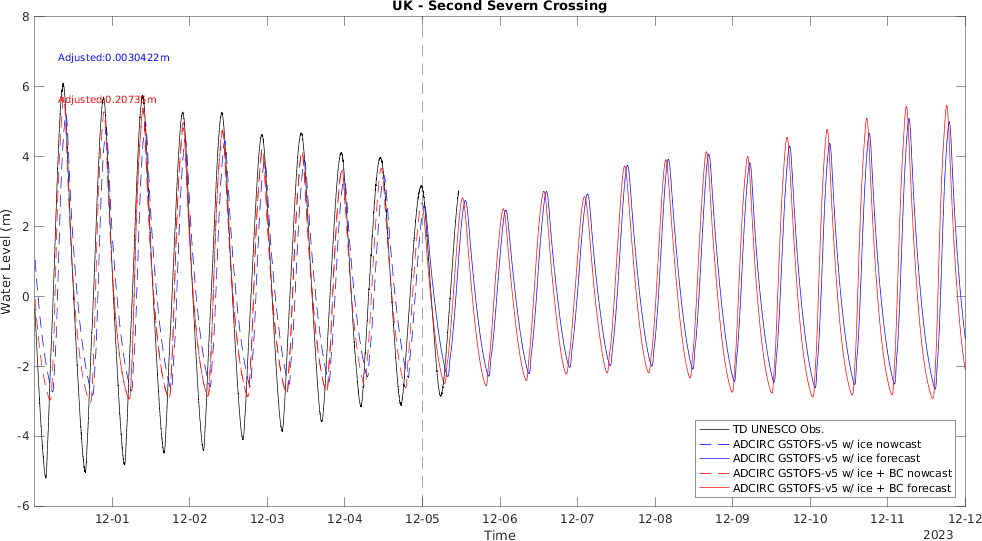 UK - Second Severn Crossing
8
6
4
2
0
-2
-4
-6
Water Level (m)
Adjusted:0.0030422m
TD UNESCO Obs.
ADCIRC GSTOFS-v5 w/ ice nowcast
ADCIRC GSTOFS-v5 w/ ice forecast
ADCIRC GSTOFS-v5 w/ ice + BC nowcast
ADCIRC GSTOFS-v5 w/ ice + BC forecast
12-01 12-02 12-03 12-04 12-05 12-06 12-07 12-08 12-09 12-10 12-11 12-12
Time
2023